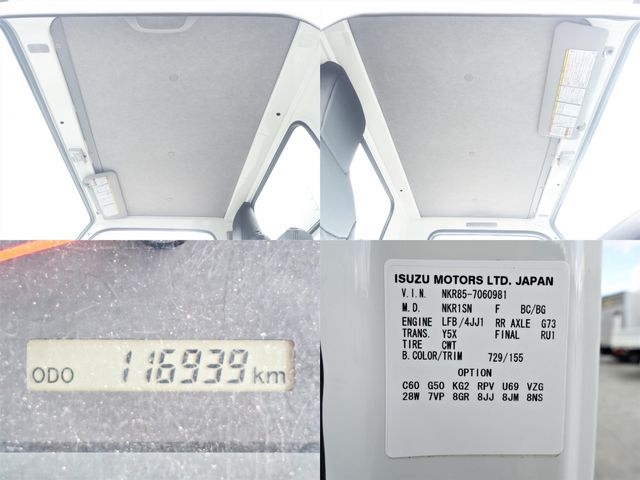 ODO 116939 km
ISUZU MOTORS LTD. JAPAN
V.I.N. NKR85-7060981
M.D. NKR1SN F BC/BG
ENGINE LFB/4JJ1 RR AXLE G73
TRANS. Y5X FINAL RU1
TIRE CWT
B.COLOR/TRIM 729/155
OPTION
C60 G50 KG2 RPV U69 VZG
28W 7VP 8GR 8JJ 8JM 8NS